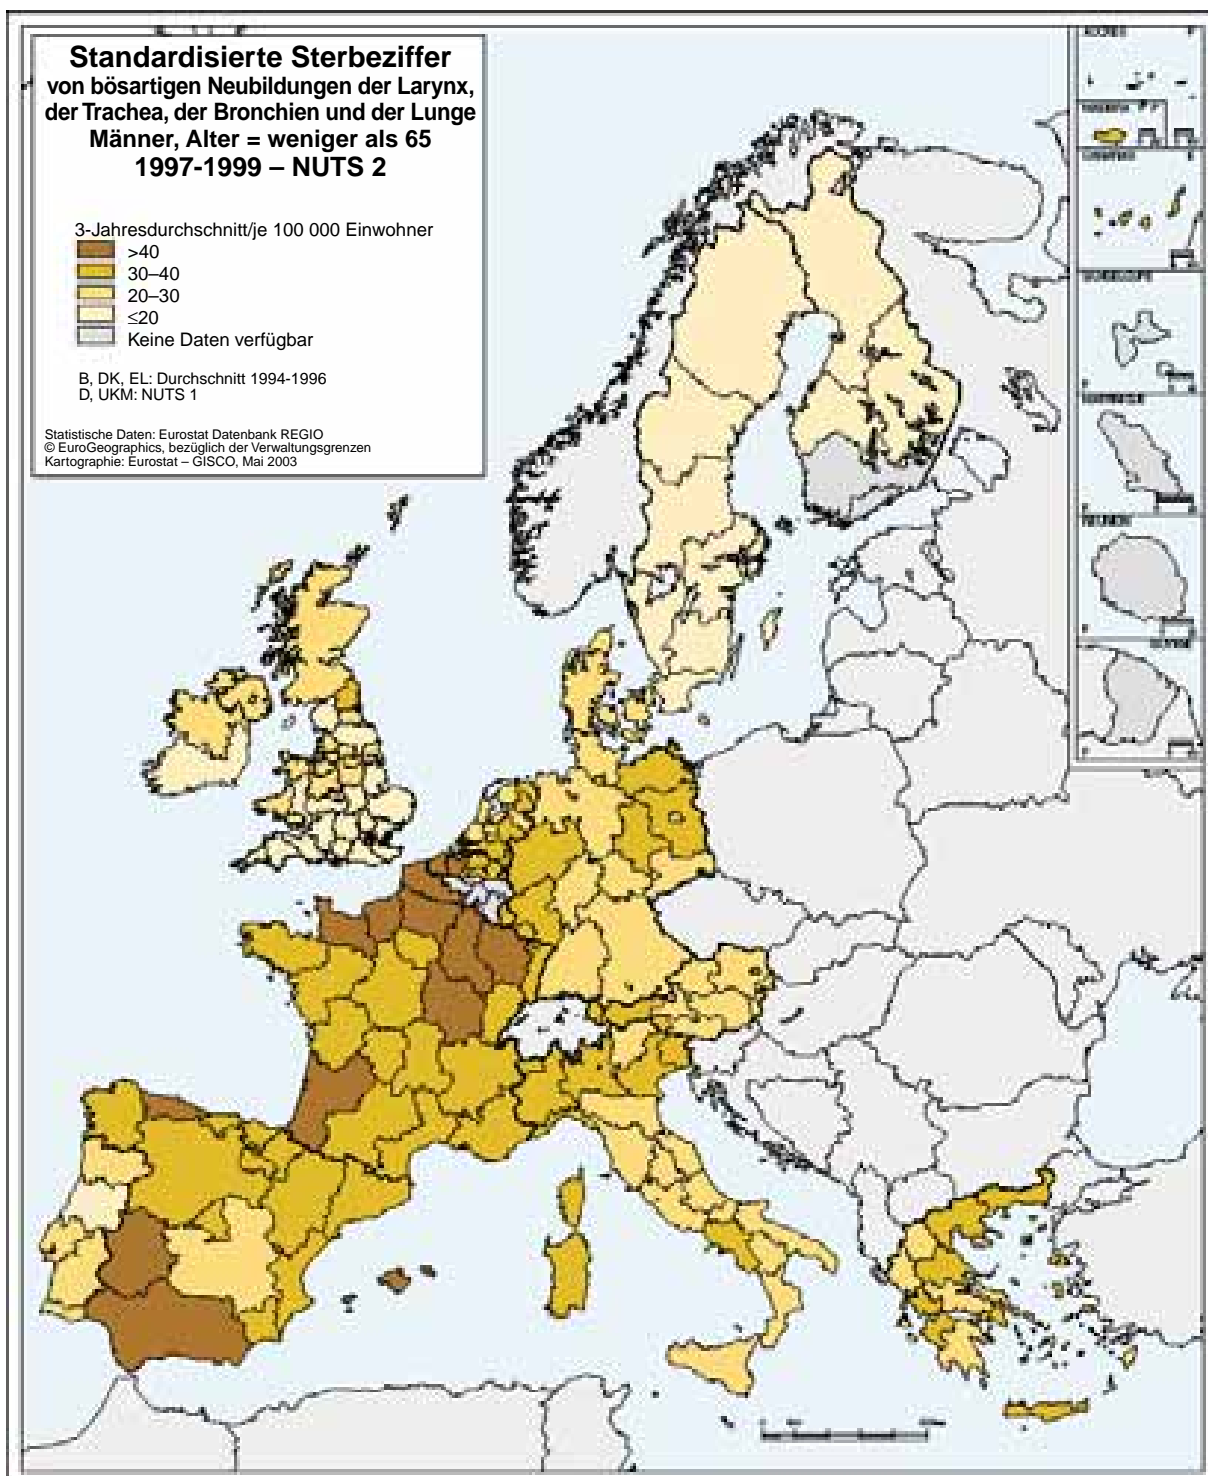 Standardisierte Sterbeziffer
von bösartigen Neubildungen der Larynx,
der Trachea, der Bronchien und der Lunge
Männer, Alter = weniger als 65
1997-1999 – NUTS 2
3-Jahresdurchschnitt/je 100 000 Einwohner
>40
30–40
20–30
≤20
Keine Daten verfügbar
B, DK, EL: Durchschnitt 1994-1996
D, UKM: NUTS 1
Statistische Daten: Eurostat Datenbank REGIO
© EuroGeographics, bezüglich der Verwaltungsgrenzen
Kartographie: Eurostat – GISCO, Mai 2003